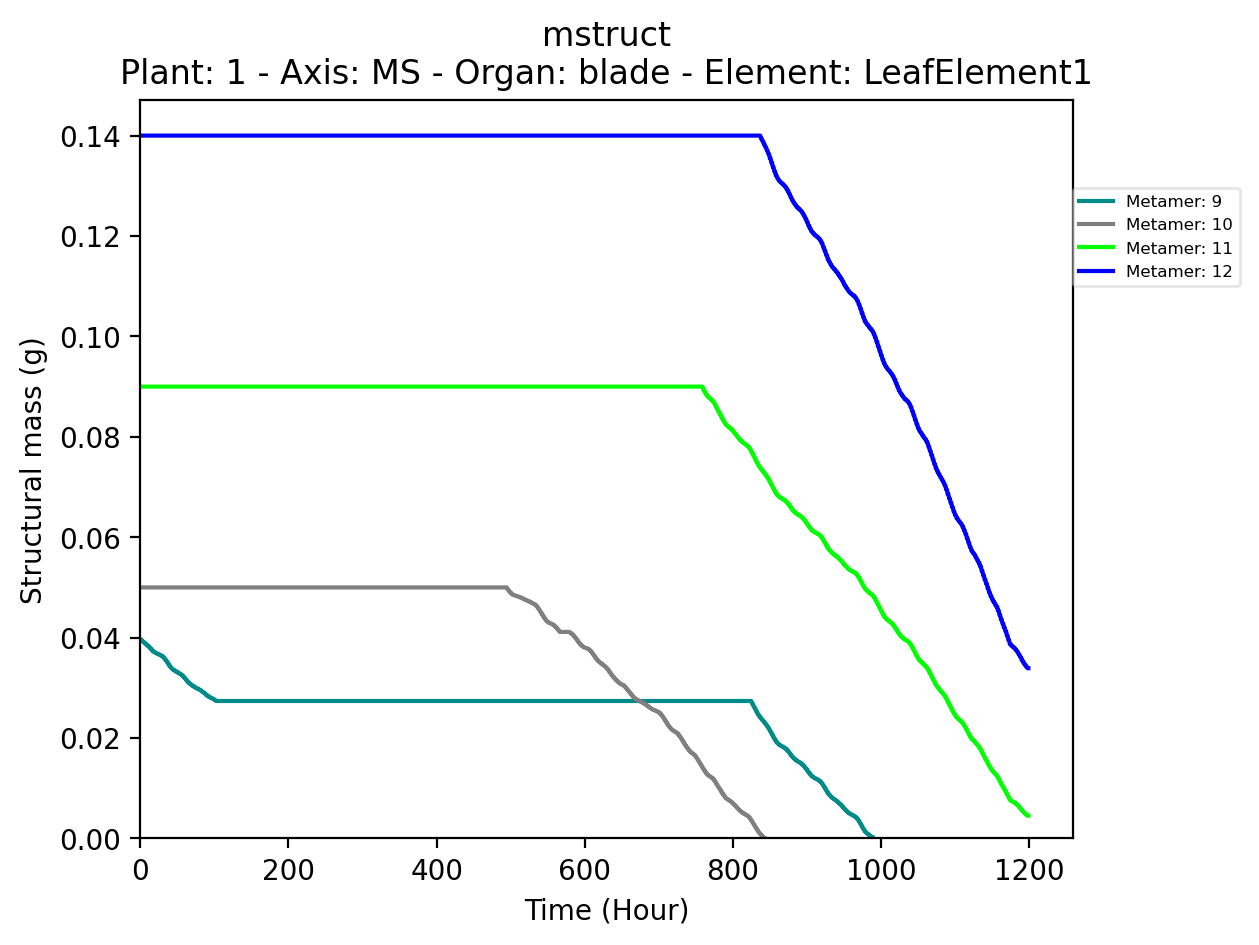 mstruct
Plant: 1 - Axis: MS - Organ: blade - Element: LeafElement1
Structural mass (g)
0.14
0.12
0.10
0.08
0.06
0.04
0.02
0.00
0 200 400 600 800 1000 1200
Time (Hour)
Metamer: 9
Metamer: 10
Metamer: 11
Metamer: 12